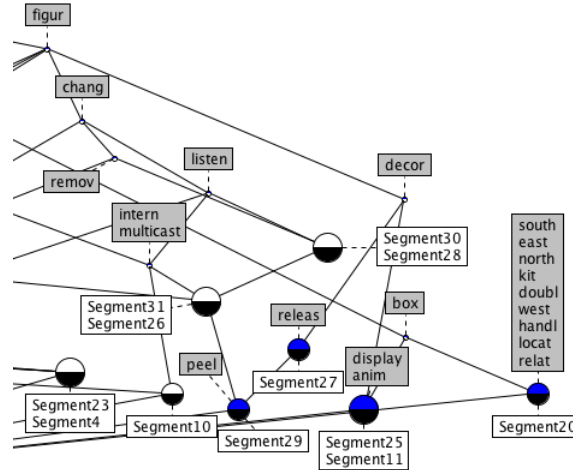 figur
chang
listen
decor
remov
intern
multicast
south
east
north
kit
doubl
west
handl
locat
relat
Segment30
Segment28
Segment31
Segment26
releas
box
peel
display
anim
Segment27
Segment23
Segment4
Segment10
Segment29
Segment25
Segment11
Segment20